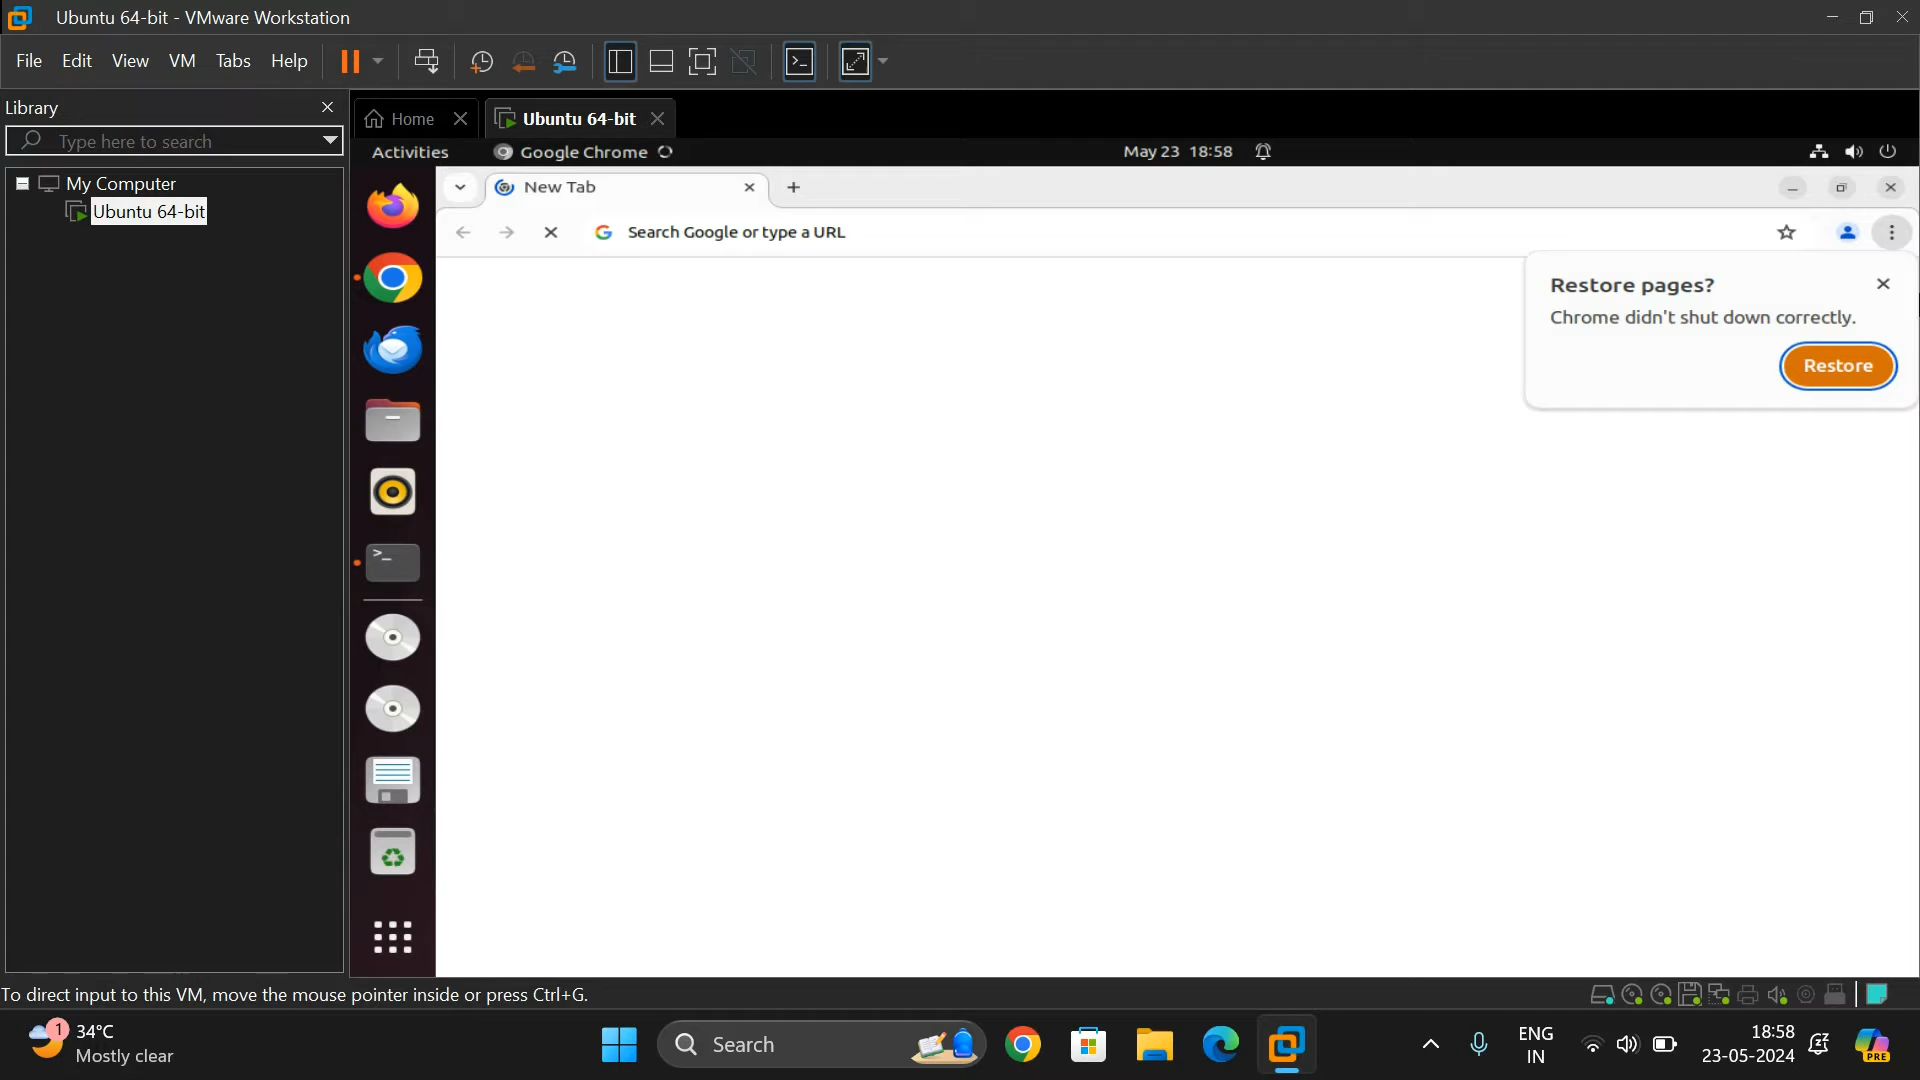 Ubuntu 64-bit - VMware Workstation
File Edit View VM Tabs Help
Library
Home
Ubuntu 64-bit
Type here to search
Activities
Google Chrome
May 23 18:58
My Computer
New Tab
Ubuntu 64-bit
Search Google or type a URL
Restore pages?
Chrome didn't shut down correctly.
Restore
>_
To direct input to this VM, move the mouse pointer inside or press Ctrl+G.
1
34°C
Mostly clear
Search
ENG
IN
18:58
23-05-2024
PRE